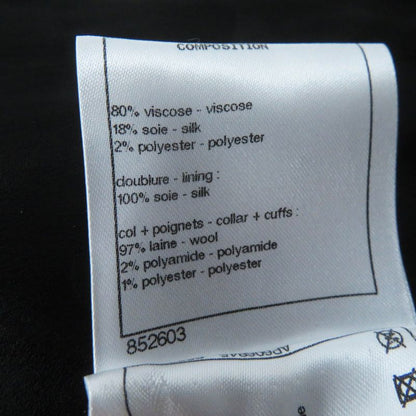 COMPOSITION
80% viscose - viscose
18% soie - silk
2% polyester - polyester
doublure - lining :
100% soie - silk
col + poignets - collar + cuffs :
97% laine - wool
2% polyamide - polyamide
1% polyester - polyester
852603